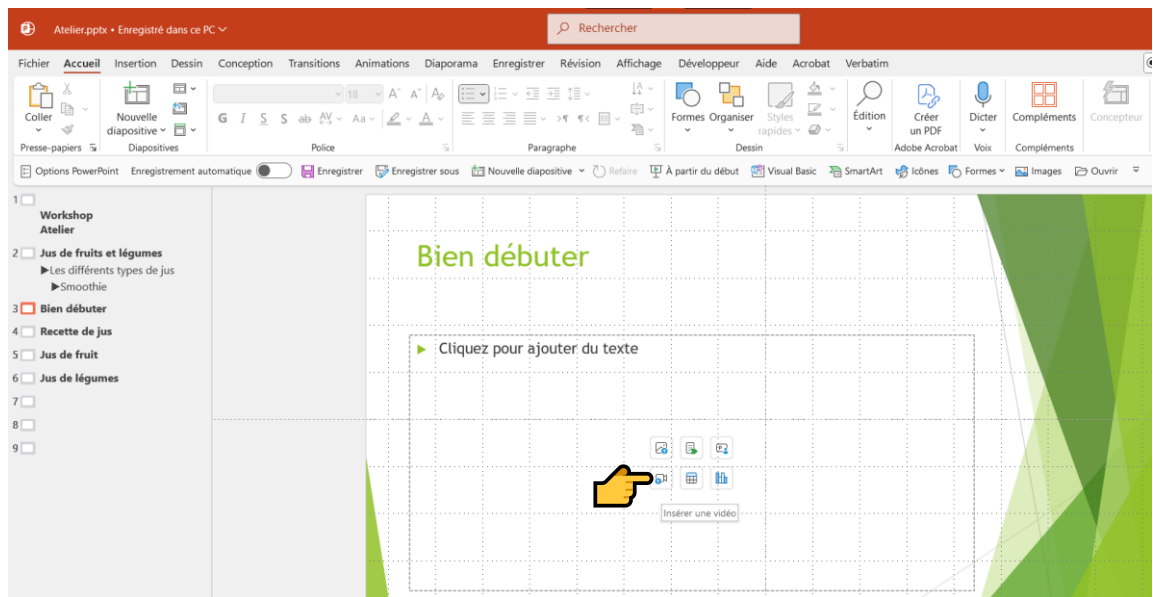 Atelier.pptx • Enregistré dans ce PC
Rechercher
Fichier Accueil Insertion Dessin Conception Transitions Animations Diaporama Enregistrer Révision Affichage Développeur Aide Acrobat Verbatim
Coller
Nouvelle
diapositive
18
G I S S ab AV Aa A
Formes Organiser Styles
rapides
Édition
Créer
un PDF
Dicter
Compléments
Concepteur
Presse-papiers Diapositives Police Paragraphe Dessin Adobe Acrobat Voix Compléments
Options PowerPoint Enregistrement automatique Enregistrer Enregistrer sous Nouvelle diapositive Refaire À partir du début Visual Basic SmartArt Icônes Formes Images Ouvrir
1
Workshop
Atelier
2 Jus de fruits et légumes
Les différents types de jus
Smoothie
3 Bien débuter
4 Recette de jus
5 Jus de fruit
6 Jus de légumes
7
8
9
Bien débuter
Cliquez pour ajouter du texte
Insérer une vidéo